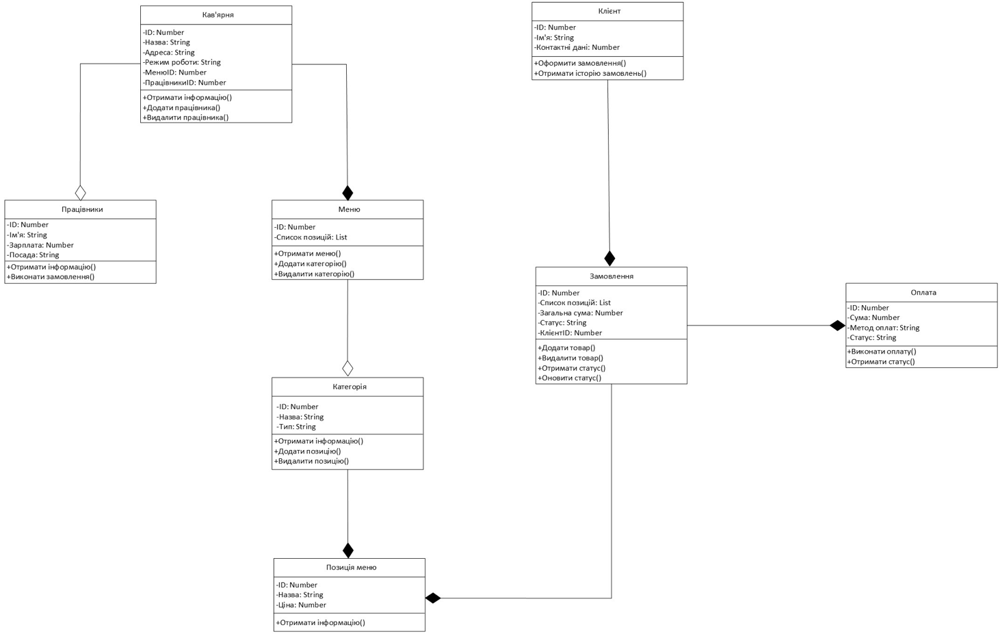 Кав'ярня
-ID: Number
-Назва: String
-Адреса: String
-Режим роботи: String
-МенюID: Number
-ПрацівникиID: Number
+Отримати інформацію()
+Додати працівника()
+Видалити працівника()
Клієнт
-ID: Number
-Ім'я: String
-Контактні дані: Number
+Оформити замовлення()
+Отримати історію замовлень()
Працівники
-ID: Number
-Ім'я: String
-Зарплата: Number
-Посада: String
+Отримати інформацію()
+Виконати замовлення()
Меню
-ID: Number
-Список позицій: List
+Отримати меню()
+Додати категорію()
+Видалити категорію()
Замовлення
-ID: Number
-Список позицій: List
-Загальна сума: Number
-Статус: String
-КлієнтID: Number
+Додати товар()
+Видалити товар()
+Отримати статус()
+Оновити статус()
Оплата
-ID: Number
-Сума: Number
-Метод оплат: String
-Статус: String
+Виконати оплату()
+Отримати статус()
Категорія
-ID: Number
-Назва: String
-Тип: String
+Отримати інформацію()
+Додати позицію()
+Видалити позицію()
Позиція меню
-ID: Number
-Назва: String
-Ціна: Number
+Отримати інформацію()